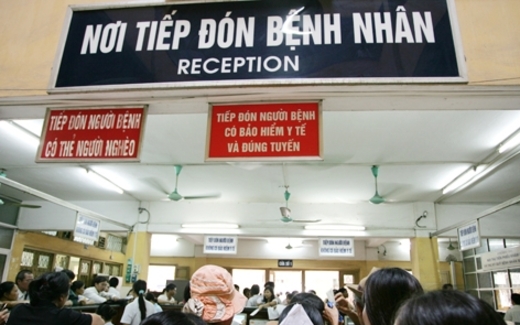 NƠI TIẾP ĐÓN BỆNH NHÂN
RECEPTION
TIẾP ĐÓN NGƯỜI BỆNH
CÓ THẺ NGƯỜI NGHÈO
TIẾP ĐÓN NGƯỜI BỆNH
CÓ BẢO HIỂM Y TẾ
VÀ ĐÚNG TUYẾN